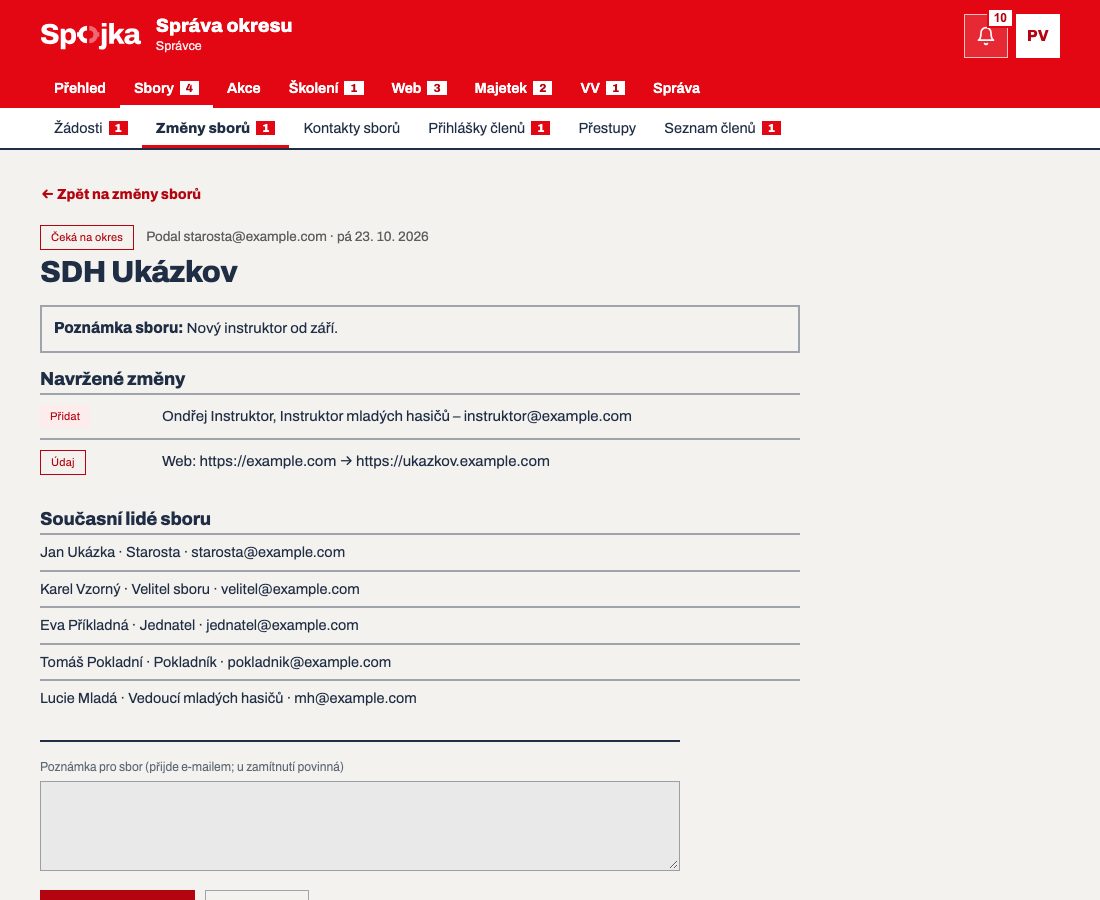 Spojka
Správa okresu
Správce
10
PV
Přehled Sbory 4 Akce Školení 1 Web 3 Majetek 2 VV 1 Správa
Žádosti 1 Změny sborů 1 Kontakty sborů Přihlášky členů 1 Přestupy Seznam členů 1
← Zpět na změny sborů
Čeká na okres Podal starosta@example.com · pá 23. 10. 2026
SDH Ukázkov
Poznámka sboru: Nový instruktor od září.
Navržené změny
Přidat Ondřej Instruktor, Instruktor mladých hasičů – instruktor@example.com
Údaj Web: https://example.com → https://ukazkov.example.com
Současní lidé sboru
Jan Ukázka · Starosta · starosta@example.com
Karel Vzorný · Velitel sboru · velitel@example.com
Eva Příkladná · Jednatel · jednatel@example.com
Tomáš Pokladní · Pokladník · pokladnik@example.com
Lucie Mladá · Vedoucí mladých hasičů · mh@example.com
Poznámka pro sbor (přijde e-mailem; u zamítnutí povinná)